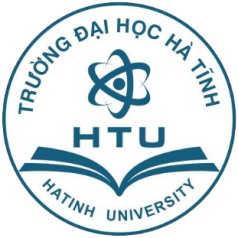 TRƯỜNG ĐẠI HỌC HÀ TĨNH
HTU
HATINH UNIVERSITY